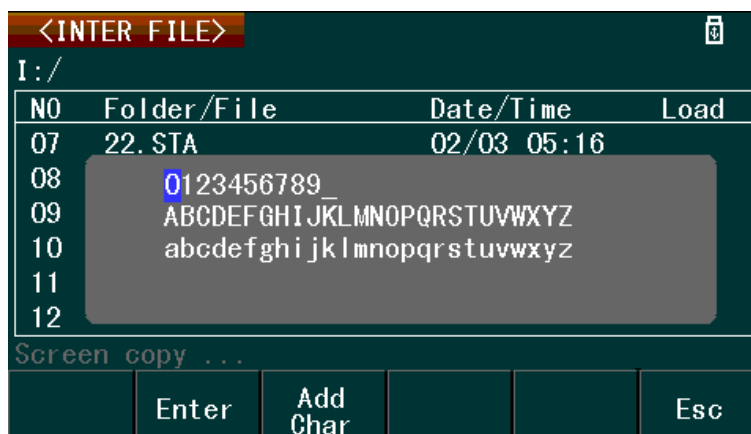 <INTER FILE>
I:/
NO Folder/File Date/Time Load
07 22.STA 02/03 05:16
08
0123456789_
09
ABCDEFGHIJKLMNOPQRSTUVWXYZ
10
abcdefghijklmnopqrstuvwxyz
11
12
Screen copy ...
Enter
Add
Char
Esc